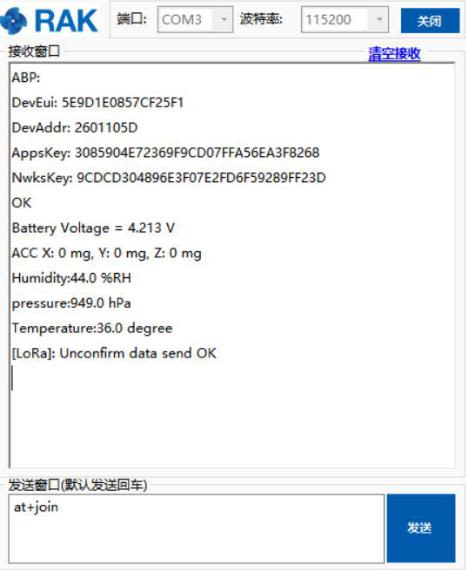 RAK 端口: COM3 波特率: 115200 关闭
接收窗口 清空接收
ABP:
DevEui: 5E9D1E0857CF25F1
DevAddr: 2601105D
AppsKey: 3085904E72369F9CD07FFA56EA3F8268
NwksKey: 9CDCD304896E3F07E2FD6F59289FF23D
OK
Battery Voltage = 4.213 V
ACC X: 0 mg, Y: 0 mg, Z: 0 mg
Humidity:44.0 %RH
pressure:949.0 hPa
Temperature:36.0 degree
[LoRa]: Unconfirm data send OK
发送窗口(默认发送回车)
at+join
发送